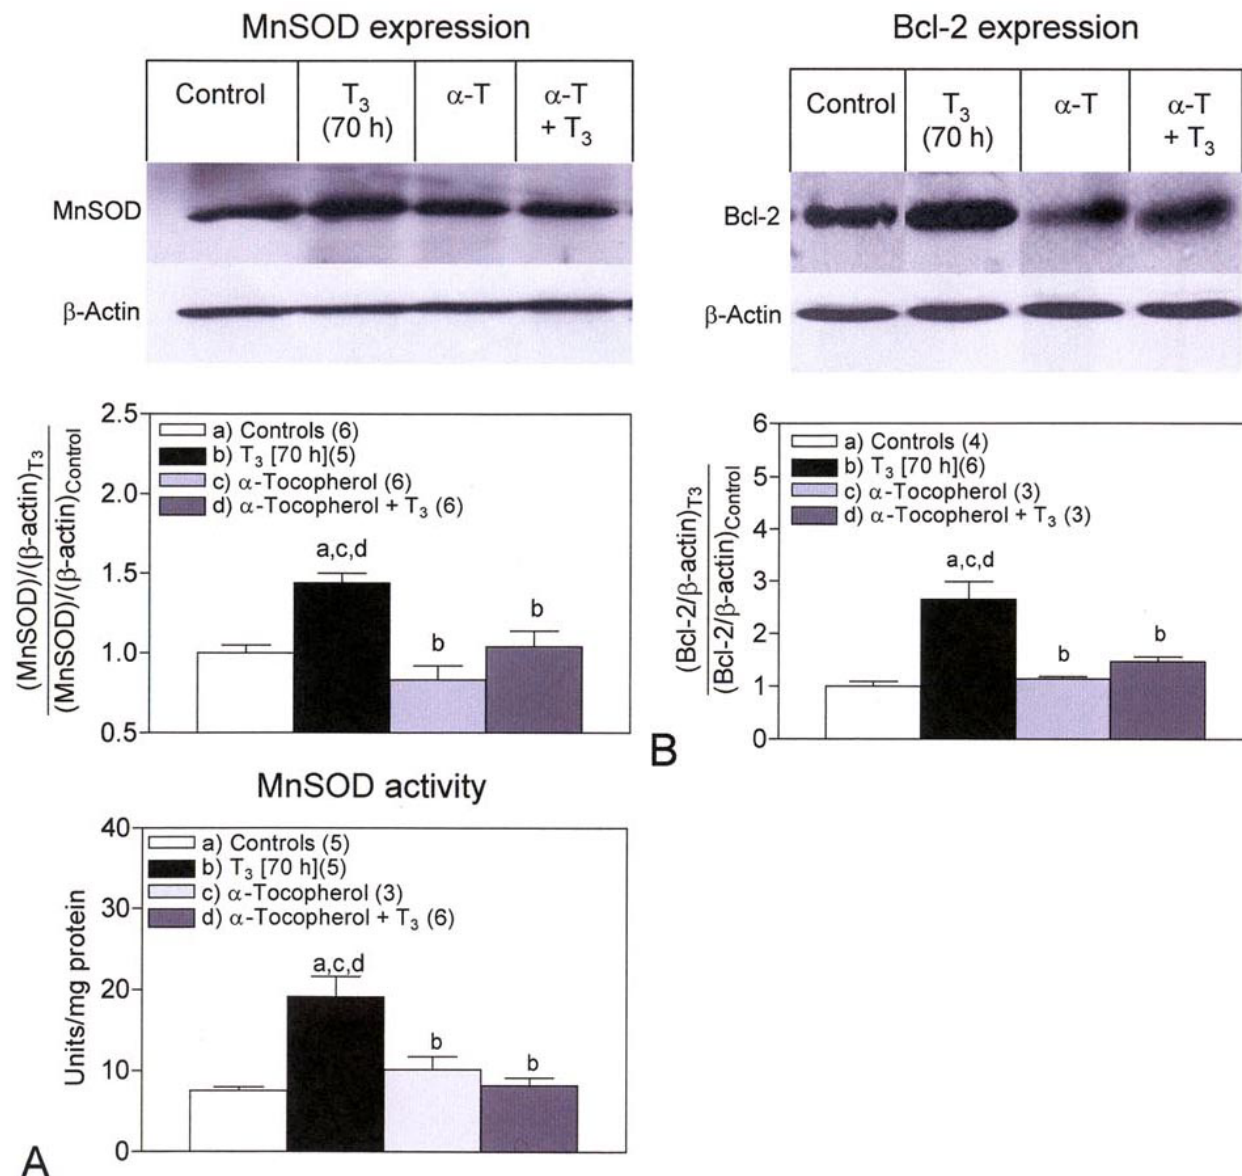 MnSOD expression
Control
T3
(70 h)
α-T
α-T
+ T3
MnSOD
β-Actin
(MnSOD)/(β-actin)T3
(MnSOD)/(β-actin)Control
2.5
2.0
1.5
1.0
0.5
a) Controls (6)
b) T3 [70 h](5)
c) α-Tocopherol (6)
d) α-Tocopherol + T3 (6)
a,c,d
b
b
MnSOD activity
Units/mg protein
40
30
20
10
0
a) Controls (5)
b) T3 [70 h](5)
c) α-Tocopherol (3)
d) α-Tocopherol + T3 (6)
a,c,d
b
b
A
Bcl-2 expression
Control
T3
(70 h)
α-T
α-T
+ T3
Bcl-2
β-Actin
(Bcl-2/β-actin)T3
(Bcl-2/β-actin)Control
6
5
4
3
2
1
0
a) Controls (4)
b) T3 [70 h](6)
c) α-Tocopherol (3)
d) α-Tocopherol + T3 (3)
a,c,d
b
b
B